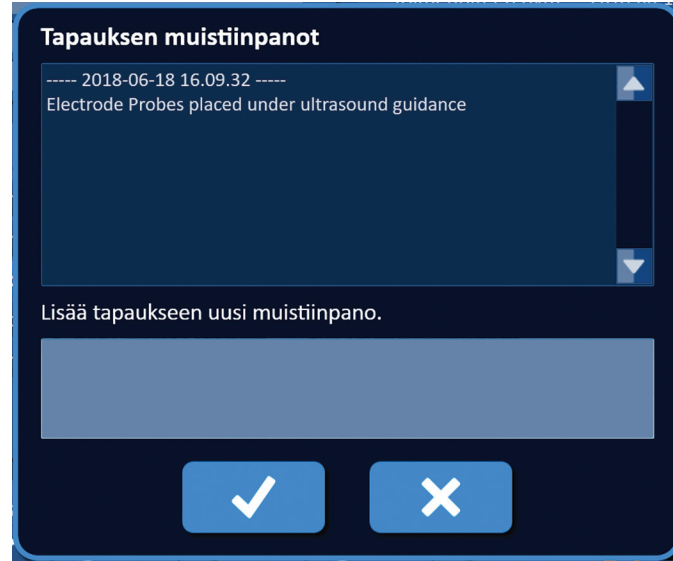 Tapauksen muistiinpanot
----- 2018-06-18 16.09.32 -----
Electrode Probes placed under ultrasound guidance
Lisää tapaukseen uusi muistiinpano.